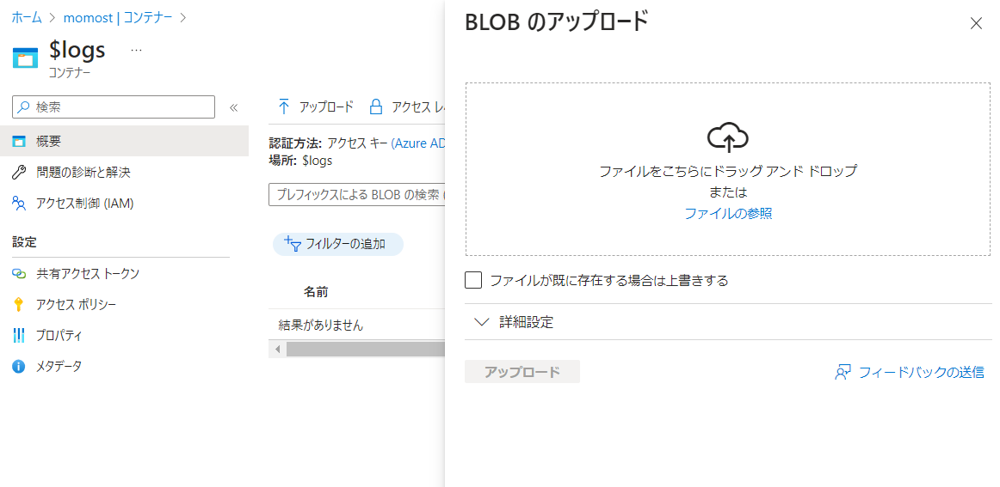 ホーム > momost | コンテナー >
$logs ...
コンテナー
検索 «
概要
問題の診断と解決
アクセス制御 (IAM)
設定
共有アクセス トークン
アクセス ポリシー
プロパティ
メタデータ
アップロード アクセス レ
認証方法: アクセス キー (Azure AD
場所: $logs
プレフィックスによる BLOB の検索 (
フィルターの追加
名前
結果がありません
BLOB のアップロード
ファイルをこちらにドラッグ アンド ドロップ
または
ファイルの参照
ファイルが既に存在する場合は上書きする
詳細設定
アップロード
フィードバックの送信